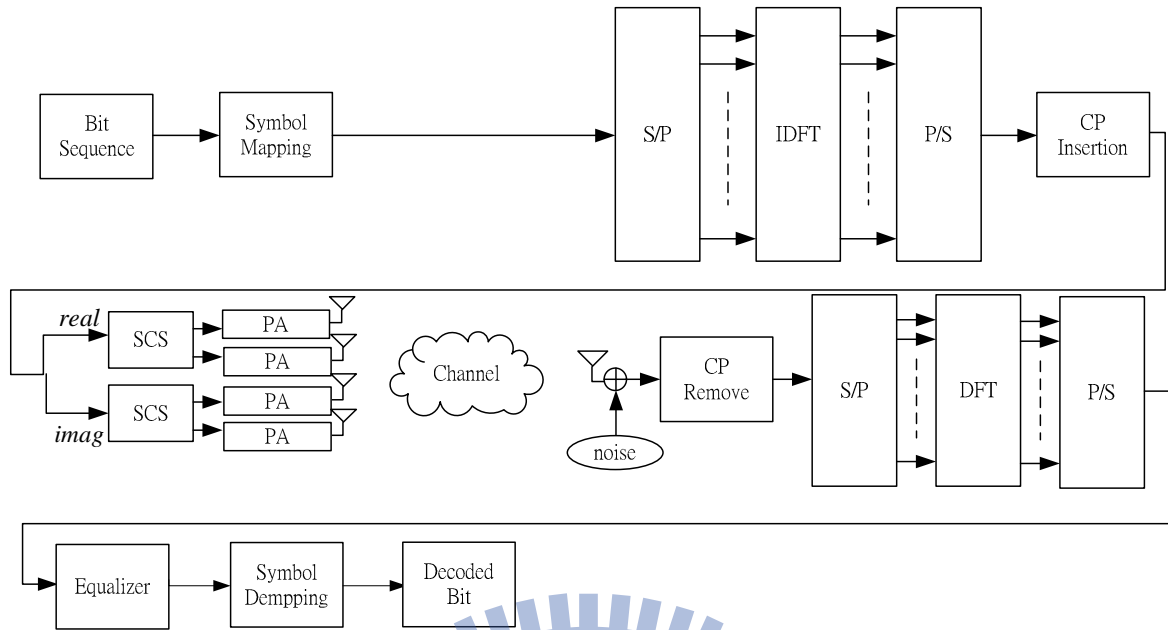 Bit
Sequence
Symbol
Mapping
S/P
IDFT
P/S
CP
Insertion
real
imag
SCS
SCS
PA
PA
PA
PA
Channel
noise
CP
Remove
S/P
DFT
P/S
Equalizer
Symbol
Dempping
Decoded
Bit